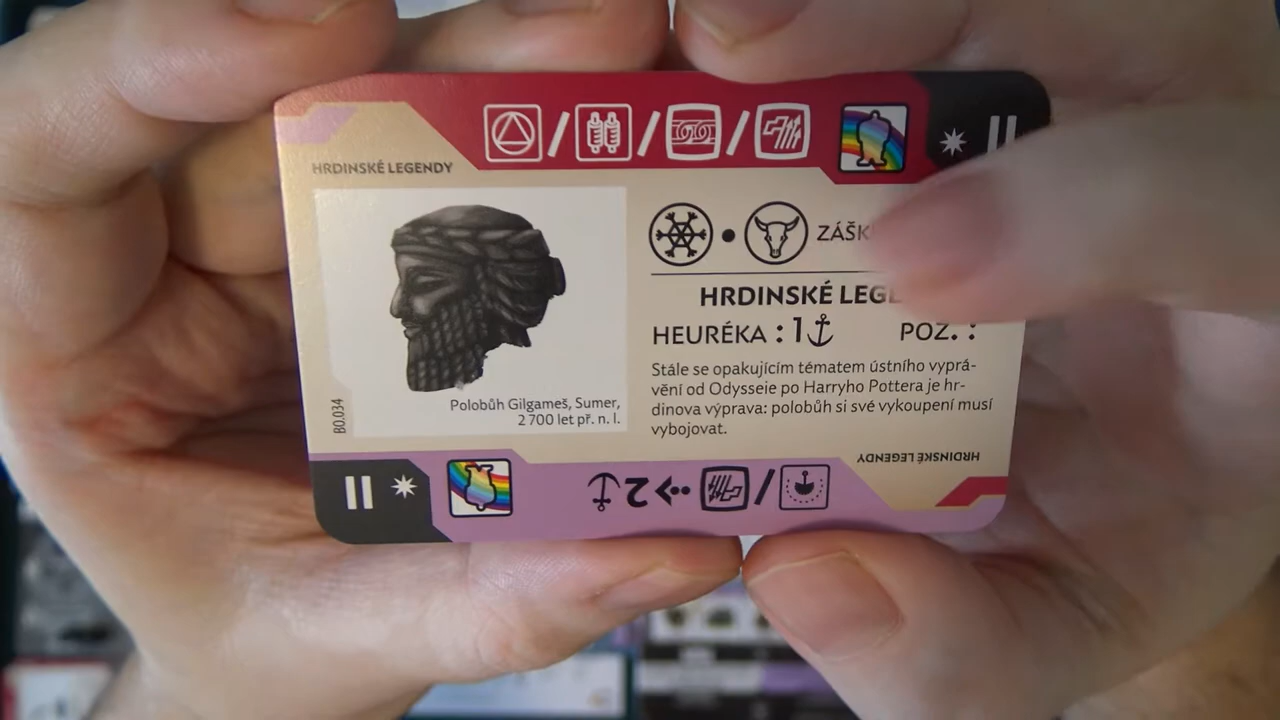 II
HRDINSKÉ LEGENDY
HRDINSKÉ
HEURÉKA : 1
POZ. :
Stále se opakujícím tématem ústního vyprá-
vění od Odysseie po Harryho Pottera je hr-
dinova výprava: polobůh si své vykoupení musí
vybojovat.
Polobůh Gilgameš, Sumer,
2 700 let př. n. l.
B0.034
HRDINSKÉ LEGENDY
II
2